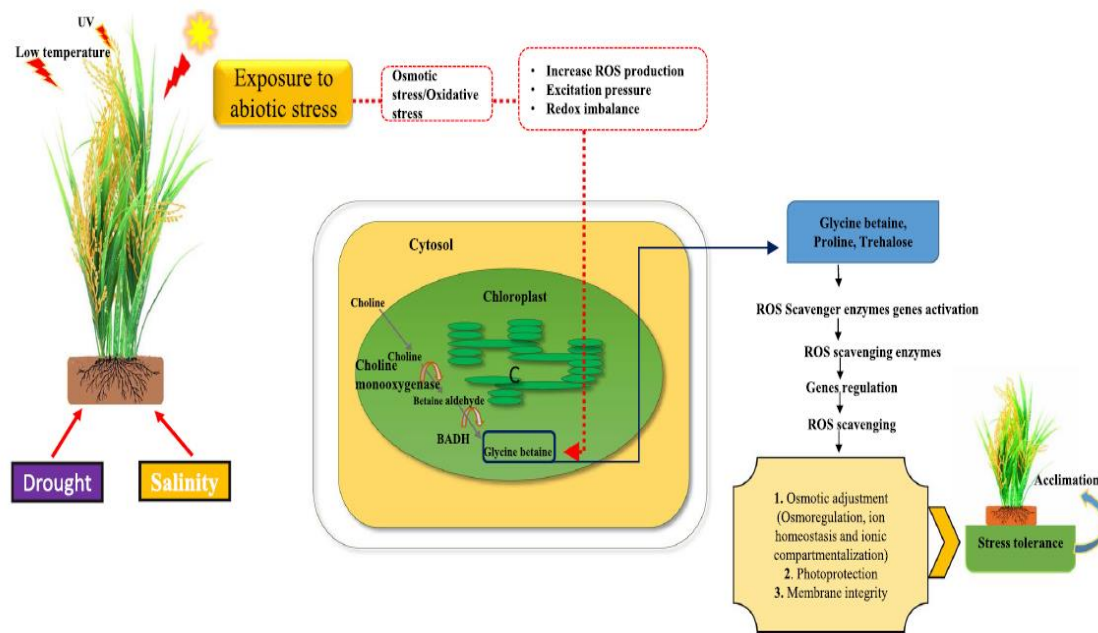 UV
Low temperature
Exposure to
abiotic stress
Osmotic
stress/Oxidative
stress
• Increase ROS production
• Excitation pressure
• Redox imbalance
Drought
Salinity
Cytosol
Chloroplast
Choline
Choline
Choline
monooxygenase
Betaine aldehyde
BADH
Glycine betaine
C
Glycine betaine,
Proline, Trehalose
ROS Scavenger enzymes genes activation
ROS scavenging enzymes
Genes regulation
ROS scavenging
1. Osmotic adjustment
(Osmoregulation, ion
homeostasis and ionic
compartmentalization)
2. Photoprotection
3. Membrane integrity
Acclimation
Stress tolerance